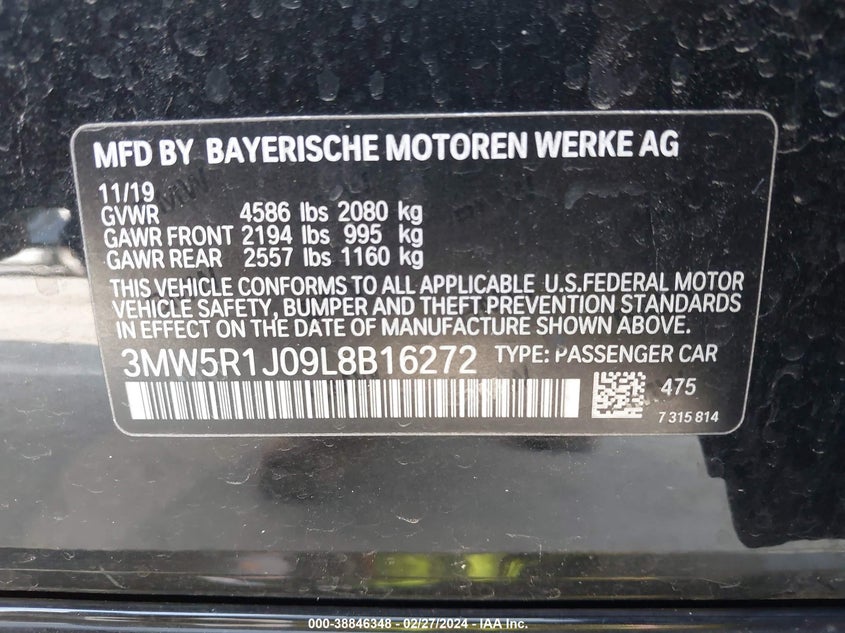 MFD BY BAYERISCHE MOTOREN WERKE AG
11/19
GVWR 4586 lbs 2080 kg
GAWR FRONT 2194 lbs 995 kg
GAWR REAR 2557 lbs 1160 kg
THIS VEHICLE CONFORMS TO ALL APPLICABLE U.S.FEDERAL MOTOR
VEHICLE SAFETY, BUMPER AND THEFT PREVENTION STANDARDS
IN EFFECT ON THE DATE OF MANUFACTURE SHOWN ABOVE.
3MW5R1J09L8B16272 TYPE: PASSENGER CAR
475
7 315 814
000-38846348 - 02/27/2024 - IAA Inc.